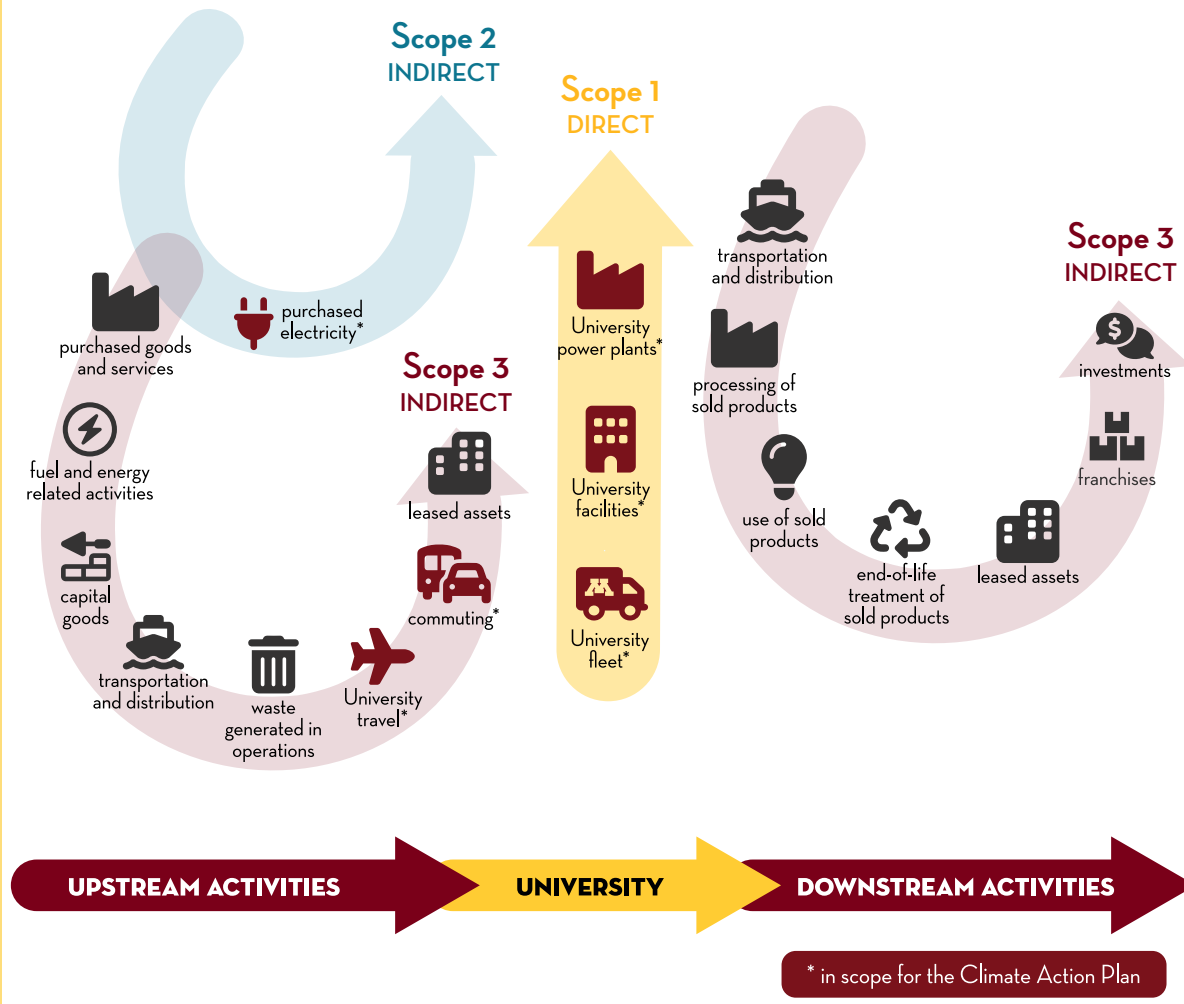 Scope 2
INDIRECT
purchased
electricity*
Scope 1
DIRECT
University
power plants*
University
facilities*
University
fleet*
Scope 3
INDIRECT
purchased goods
and services
fuel and energy
related activities
capital
goods
transportation
and distribution
waste
generated in
operations
University
travel*
commuting*
leased assets
Scope 3
INDIRECT
transportation
and distribution
processing of
sold products
use of sold
products
end-of-life
treatment of
sold products
leased assets
franchises
$
investments
M
UPSTREAM ACTIVITIES
UNIVERSITY
DOWNSTREAM ACTIVITIES
* in scope for the Climate Action Plan